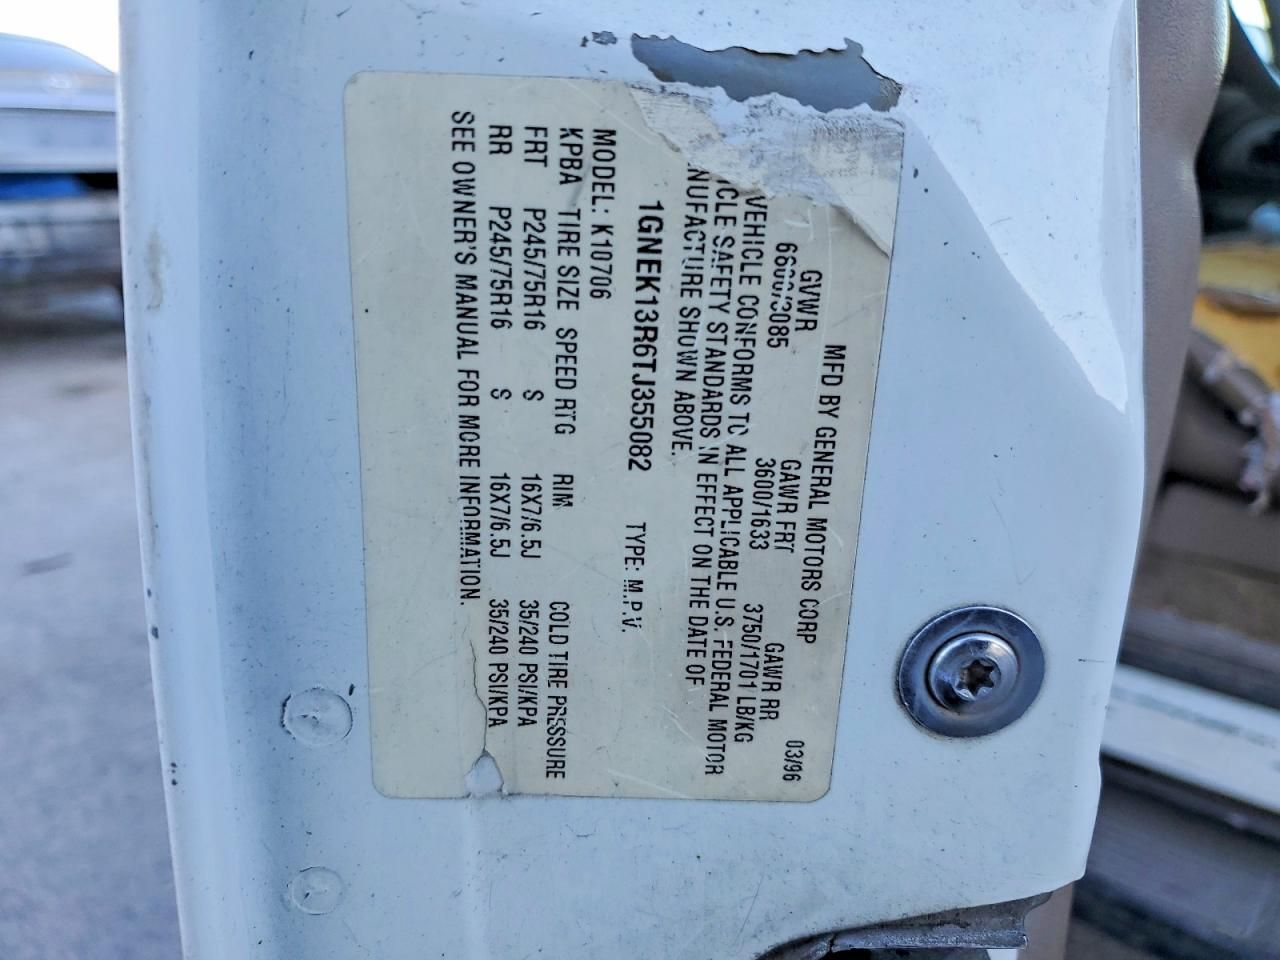 MFD BY GENERAL MOTORS CORP 03/96
GVWR GAWR FRT GAWR RR
6800/3085 3600/1633 3750/1701 LB/KG
VEHICLE CONFORMS TO ALL APPLICABLE U.S. FEDERAL MOTOR
ICLE SAFETY STANDARDS IN EFFECT ON THE DATE OF
NUFACTURE SHOWN ABOVE.
1GNEK13R6TJ355082 TYPE: M.P.V.
MODEL: K10706
KPBA TIRE SIZE SPEED RTG RIM COLD TIRE PRESSURE
FRT P245/75R16 S 16X7/6.5J 35/240 PSI/KPA
RR P245/75R16 S 16X7/6.5J 35/240 PSI/KPA
SEE OWNER'S MANUAL FOR MORE INFORMATION.